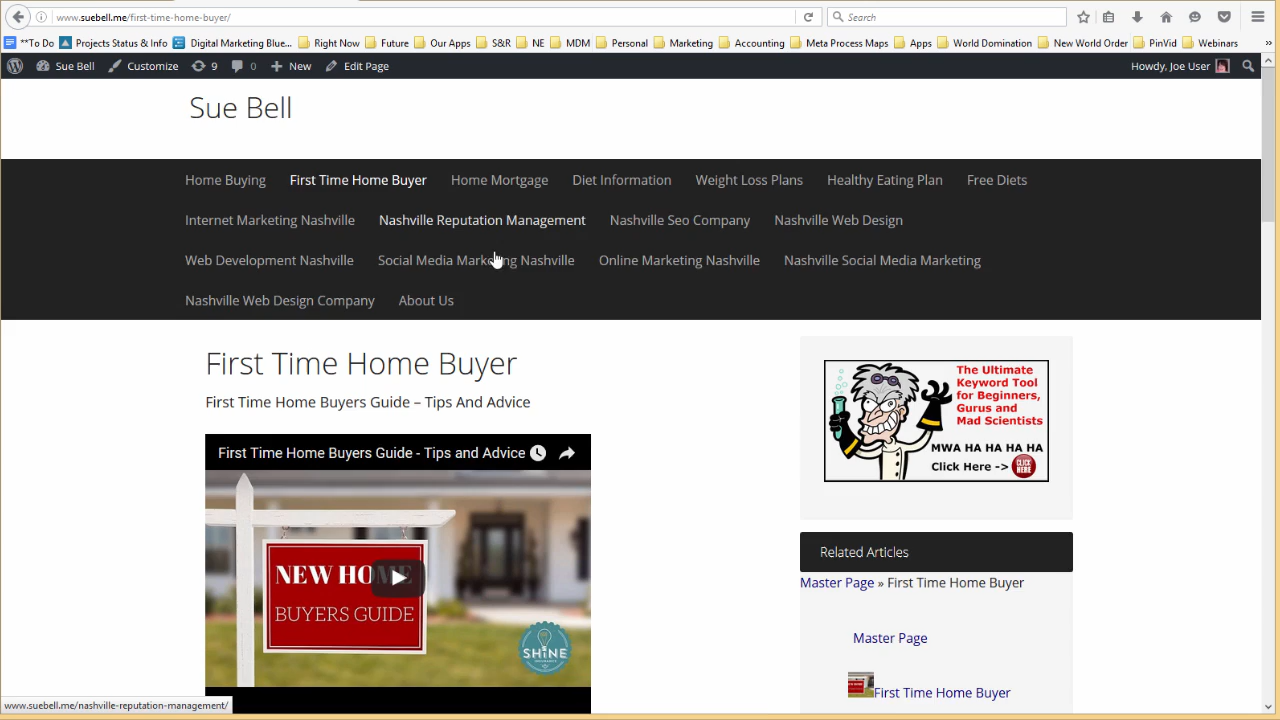 www.suebell.me/first-time-home-buyer/
Search
**To Do Projects Status & Info Digital Marketing Blue... Right Now Future Our Apps S&R NE MDM Personal Marketing Accounting Meta Process Maps Apps World Domination New World Order PinVid Webinars »
Sue Bell Customize 9 0 New Edit Page Howdy, Joe User
Sue Bell
Home Buying First Time Home Buyer Home Mortgage Diet Information Weight Loss Plans Healthy Eating Plan Free Diets
Internet Marketing Nashville Nashville Reputation Management Nashville Seo Company Nashville Web Design
Web Development Nashville Social Media Marketing Nashville Online Marketing Nashville Nashville Social Media Marketing
Nashville Web Design Company About Us
First Time Home Buyer
First Time Home Buyers Guide – Tips And Advice
First Time Home Buyers Guide - Tips and Advice
NEW HOME
BUYERS GUIDE
SHiNE
The Ultimate
Keyword Tool
for Beginners,
Gurus and
Mad Scientists
MWA HA HA HA HA
Click Here ->
CLICK
HERE
Related Articles
Master Page » First Time Home Buyer
Master Page
First Time Home Buyer
www.suebell.me/nashville-reputation-management/